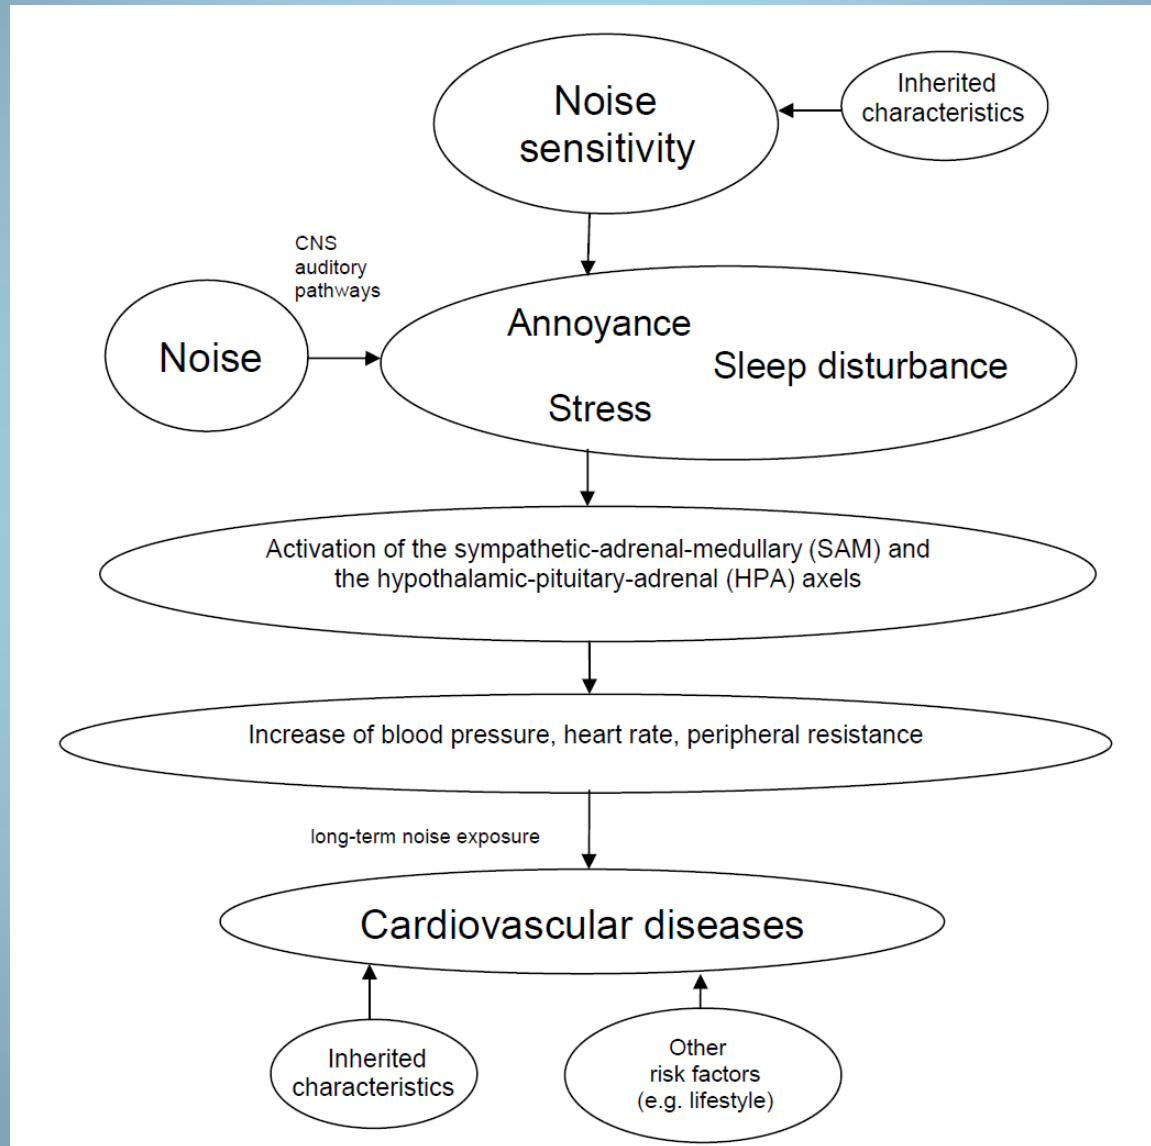 Noise
sensitivity
Inherited
characteristics
CNS
auditory
pathways
Noise
Annoyance
Sleep disturbance
Stress
Activation of the sympathetic-adrenal-medullary (SAM) and
the hypothalamic-pituitary-adrenal (HPA) axels
Increase of blood pressure, heart rate, peripheral resistance
long-term noise exposure
Cardiovascular diseases
Inherited
characteristics
Other
risk factors
(e.g. lifestyle)